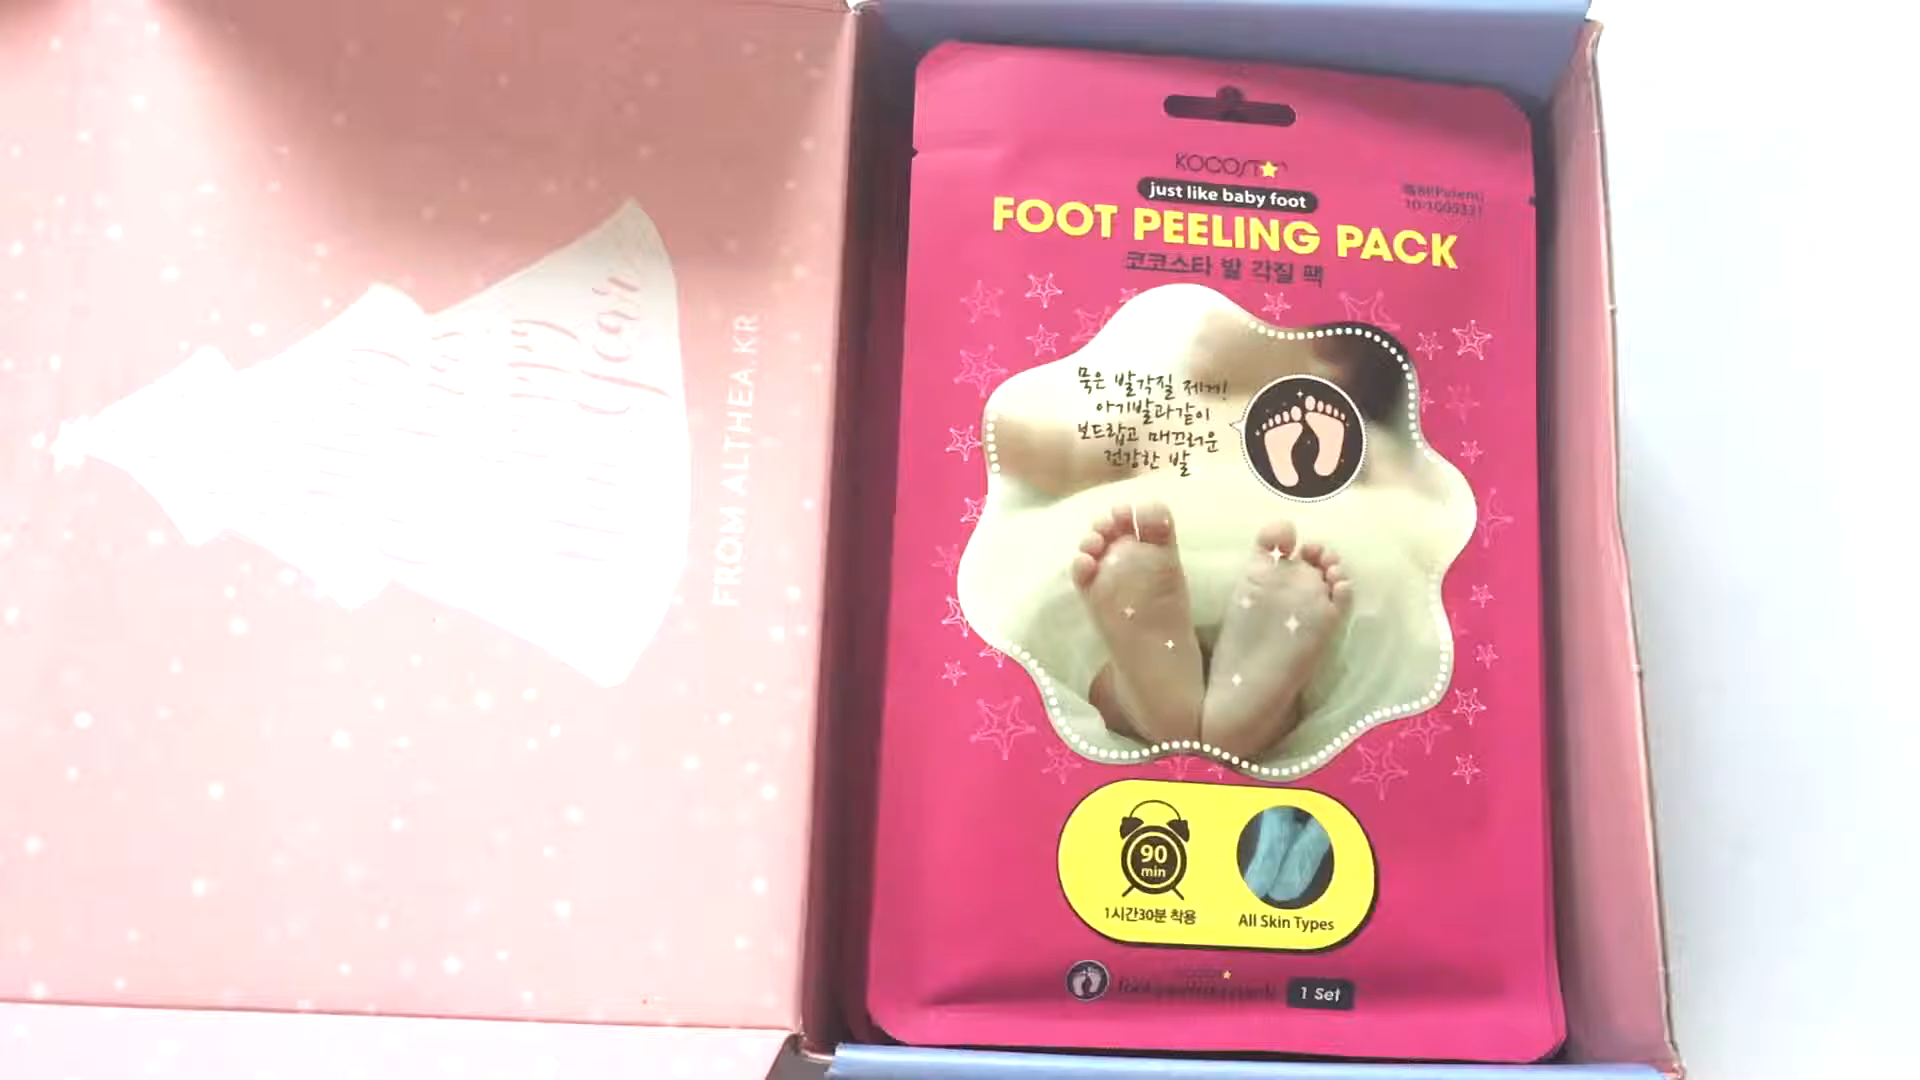 FROM ALTHEA.KR
KOCOSTAR
just like baby foot
FOOT PEELING PACK
코코스타 발 각질 팩
묵은 발각질 제거!
아기발과같이
보드랍고 매끄러운
건강한 발
90
min
1시간30분 착용
All Skin Types
1 Set